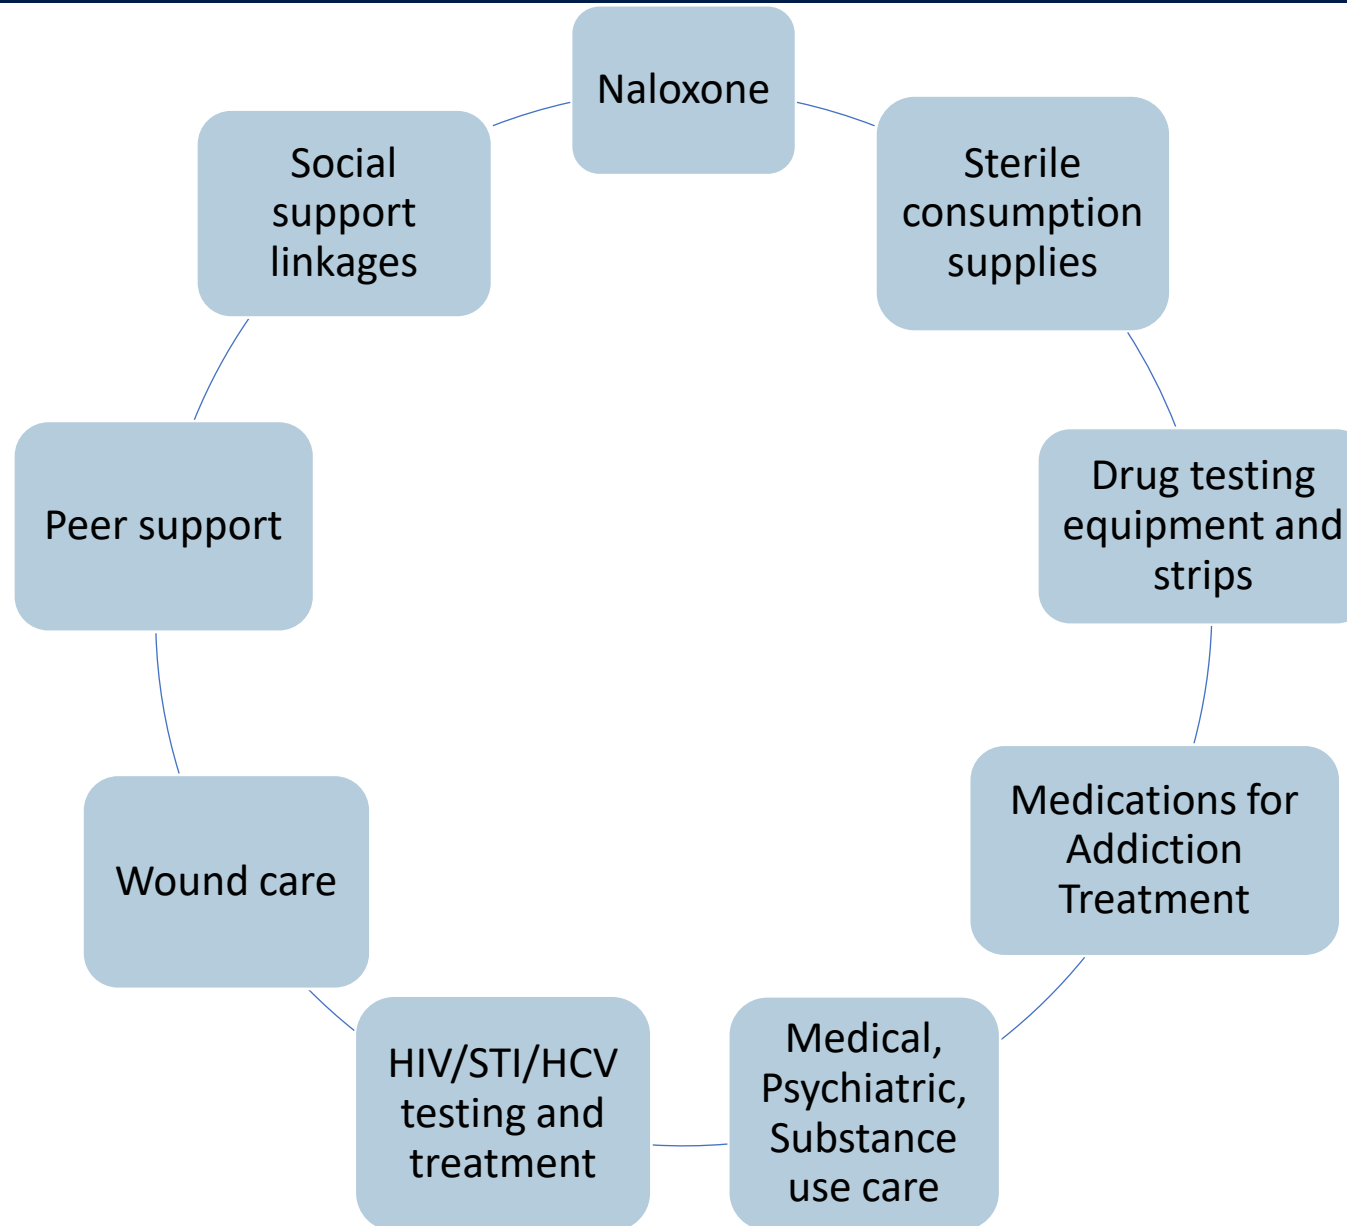 Naloxone
Sterile
consumption
supplies
Drug testing
equipment and
strips
Medications for
Addiction
Treatment
Medical,
Psychiatric,
Substance
use care
HIV/STI/HCV
testing and
treatment
Wound care
Peer support
Social
support
linkages